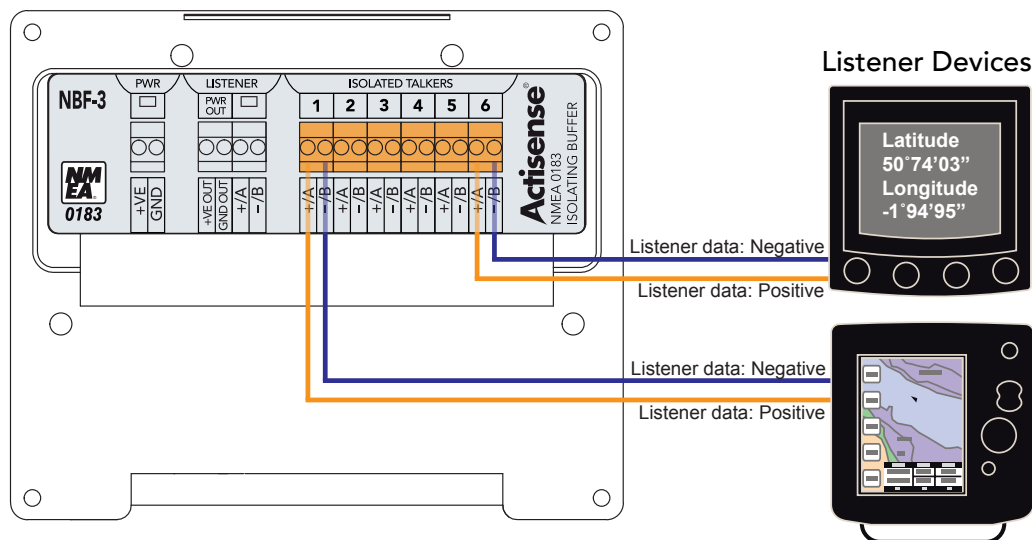 Listener Devices
NBF-3
PWR
LISTENER
ISOLATED TALKERS
PWR
OUT
1 2 3 4 5 6
NM
EA.
0183
+VE
GND
+VE OUT
GND OUT
+/A
-/B
+/A
-/B
+/A
-/B
+/A
-/B
+/A
-/B
+/A
-/B
+/A
-/B
Actisense®
NMEA 0183
ISOLATING BUFFER
Latitude
50°74’03”
Longitude
-1°94’95”
Listener data: Negative
Listener data: Positive
Listener data: Negative
Listener data: Positive